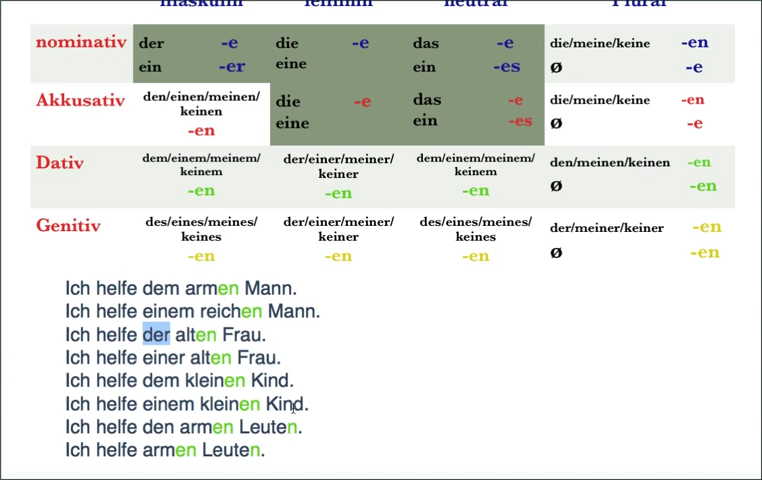 maskulin feminin neutral Plural
nominativ der -e die -e das -e die/meine/keine -en
ein -er eine ein -es Ø -e
Akkusativ den/einen/meinen/ die -e das -e die/meine/keine -en
keinen eine ein -es Ø -e
-en
Dativ dem/einem/meinem/ der/einer/meiner/ dem/einem/meinem/ den/meinen/keinen -en
keinem keiner keinem Ø -en
-en -en -en
Genitiv des/eines/meines/ der/einer/meiner/ des/eines/meines/ der/meiner/keiner -en
keines keiner keines Ø -en
-en -en -en
Ich helfe dem armen Mann.
Ich helfe einem reichen Mann.
Ich helfe der alten Frau.
Ich helfe einer alten Frau.
Ich helfe dem kleinen Kind.
Ich helfe einem kleinen Kind.
Ich helfe den armen Leuten.
Ich helfe armen Leuten.